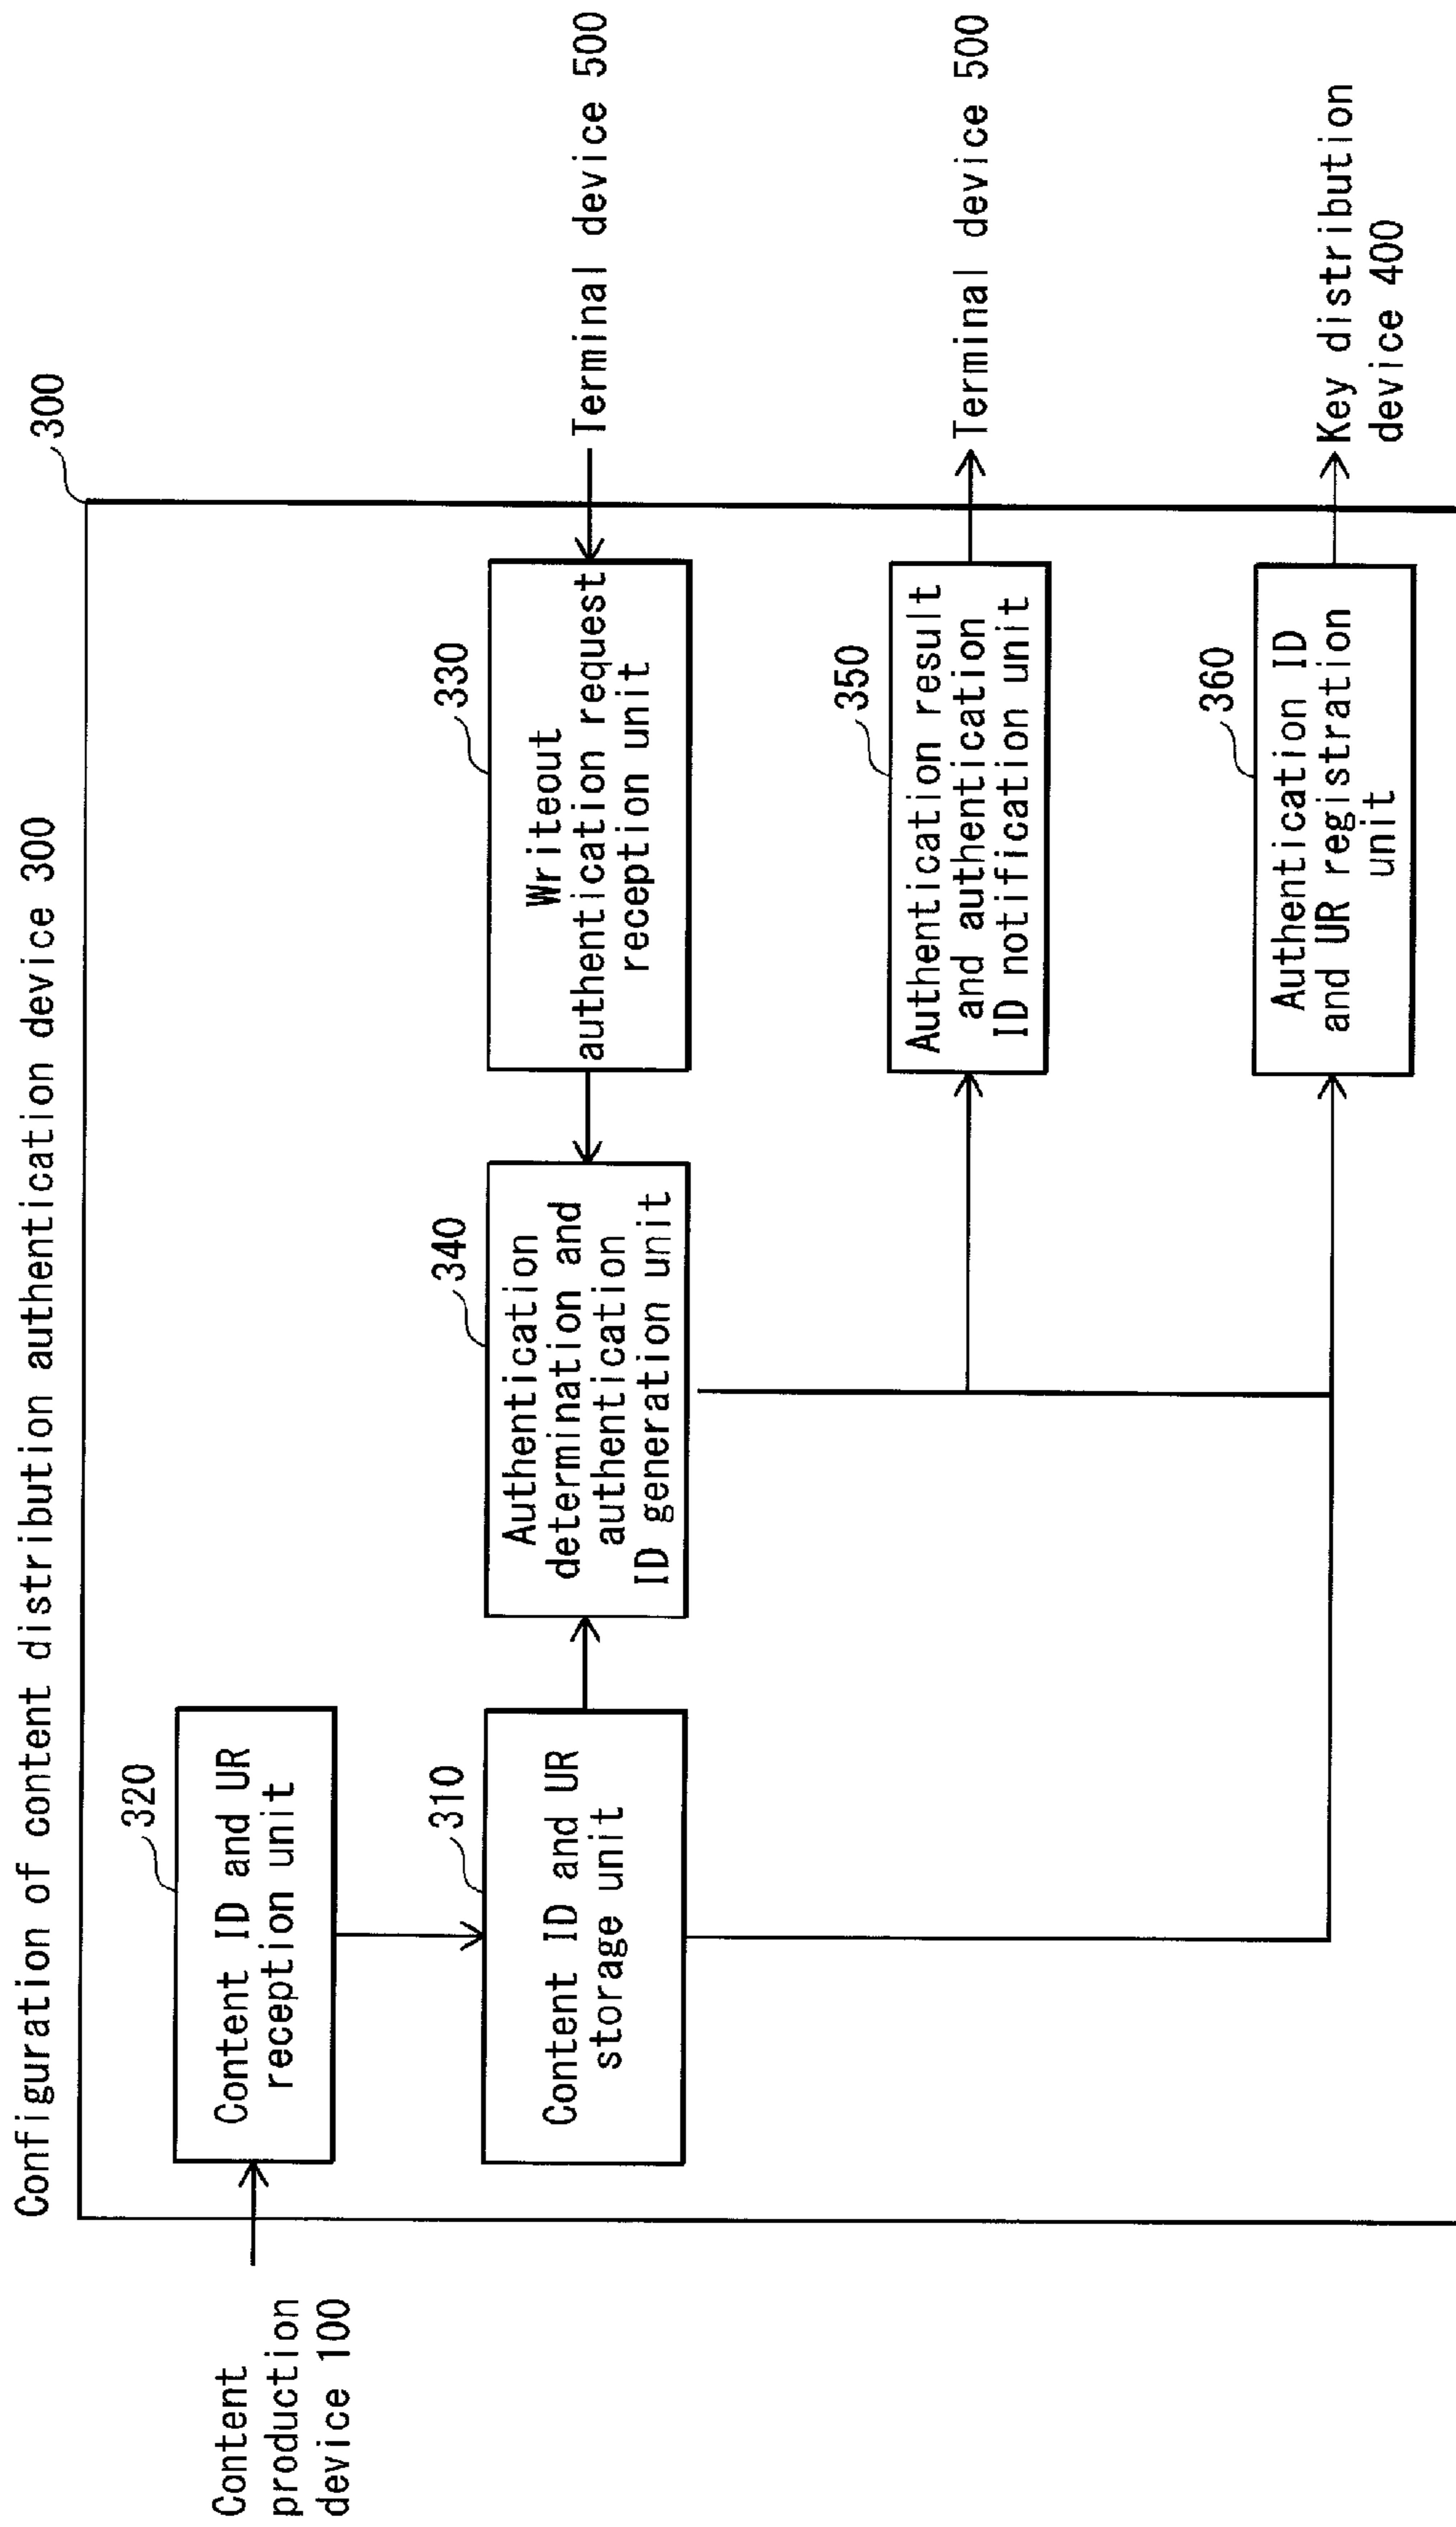 Configuration of content distribution authentication device 300
300
Content
production
device 100
320
Content ID and UR
reception unit
310
Content ID and UR
storage unit
340
Authentication
determination and
authentication
ID generation unit
330
Writeout
authentication request
reception unit
Terminal device 500
350
Authentication result
and authentication
ID notification unit
Terminal device 500
360
Authentication ID
and UR registration
unit
Key distribution
device 400